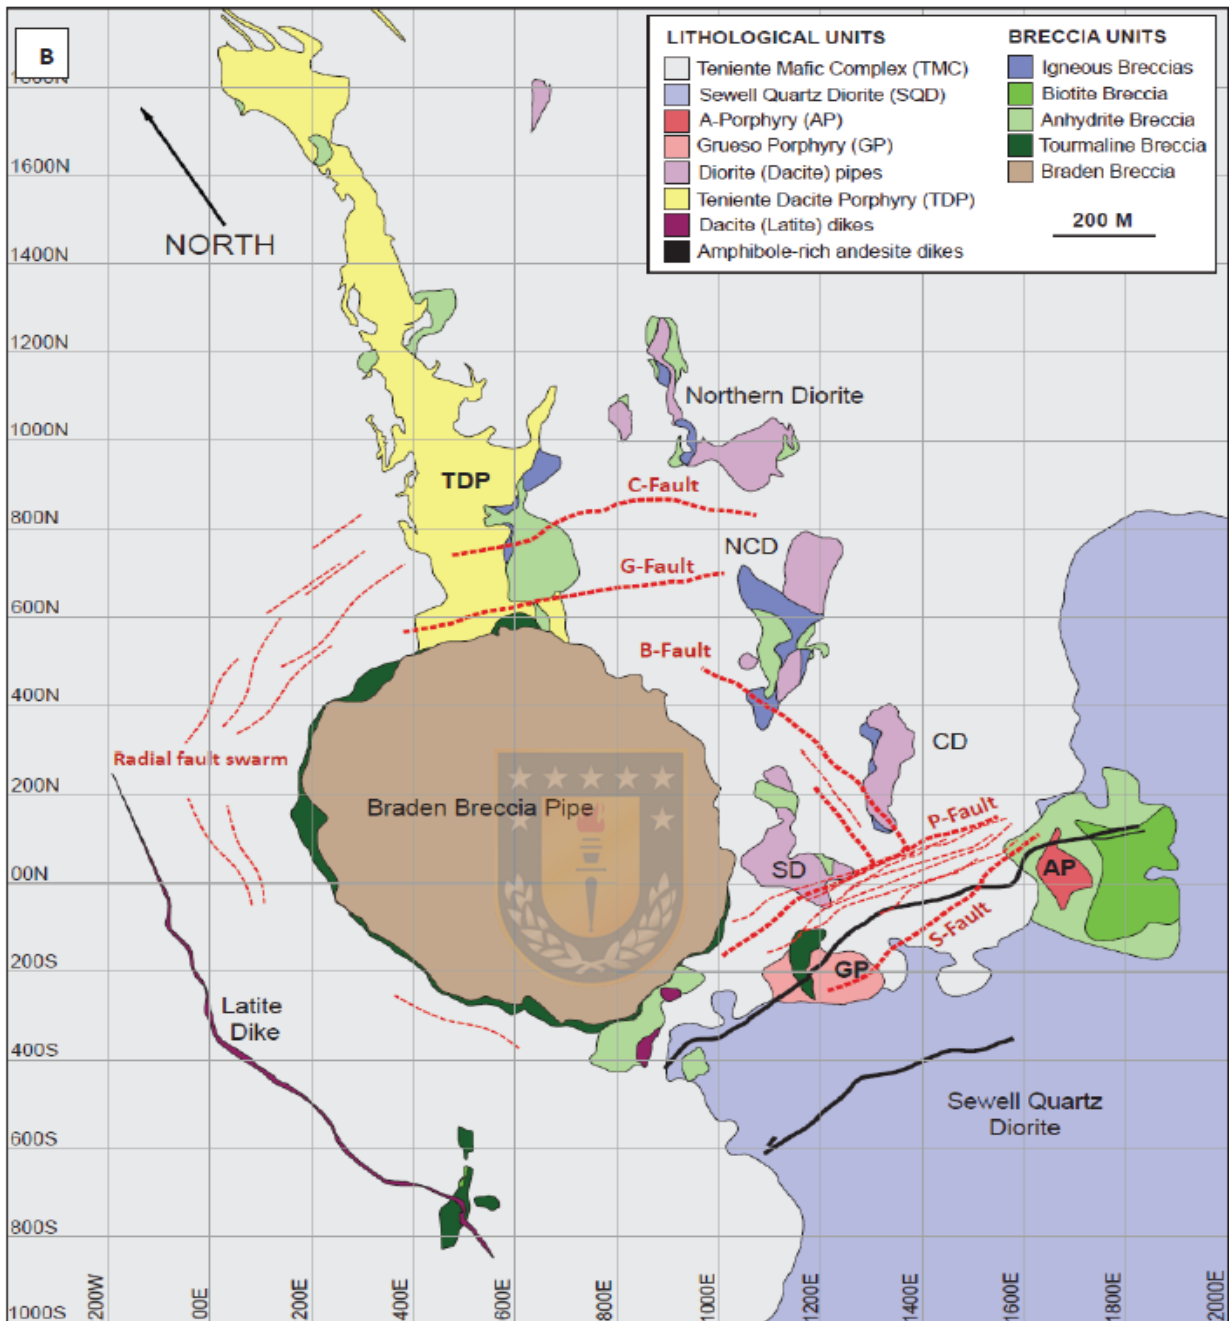 B
LITHOLOGICAL UNITS
Teniente Mafic Complex (TMC)
Sewell Quartz Diorite (SQD)
A-Porphyry (AP)
Grueso Porphyry (GP)
Diorite (Dacite) pipes
Teniente Dacite Porphyry (TDP)
Dacite (Latite) dikes
Amphibole-rich andesite dikes
BRECCIA UNITS
Igneous Breccias
Biotite Breccia
Anhydrite Breccia
Tourmaline Breccia
Braden Breccia
200 M
NORTH
1600N
1400N
1200N
Northern Diorite
1000N
TDP
C-Fault
800N
NCD
G-Fault
600N
B-Fault
400N
CD
Radial fault swarm
200N
Braden Breccia Pipe
P-Fault
SD
AP
00N
S-Fault
GP
200S
Latite
Dike
400S
Sewell Quartz
Diorite
600S
800S
1000S
200W
00E
200E
400E
600E
800E
1000E
1200E
1400E
1600E
1800E
2000E